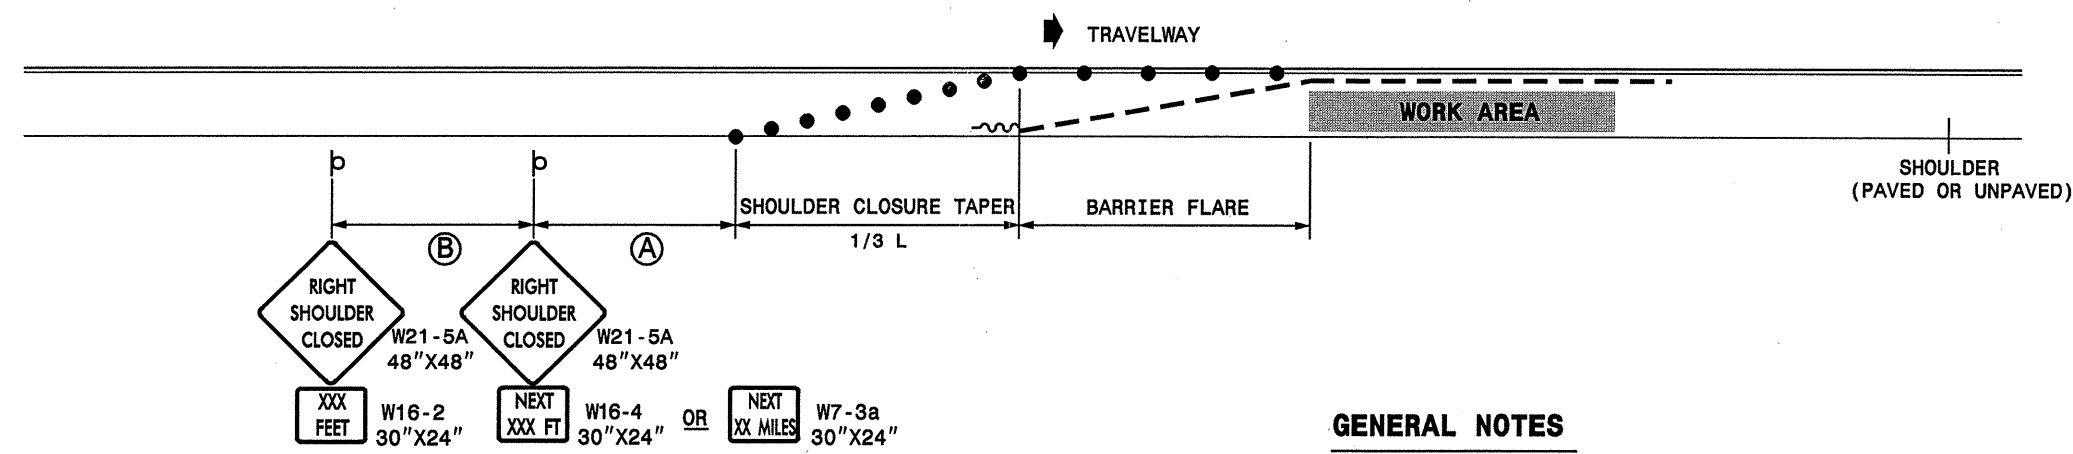 TRAVELWAY
WORK AREA
SHOULDER
(PAVED OR UNPAVED)
SHOULDER CLOSURE TAPER
1/3 L
BARRIER FLARE
B
A
RIGHT
SHOULDER
CLOSED
W21-5A
48"X48"
XXX
FEET
W16-2
30"X24"
RIGHT
SHOULDER
CLOSED
W21-5A
48"X48"
NEXT
XXX FT
W16-4
30"X24"
OR
NEXT
XX MILES
W7-3a
30"X24"
GENERAL NOTES